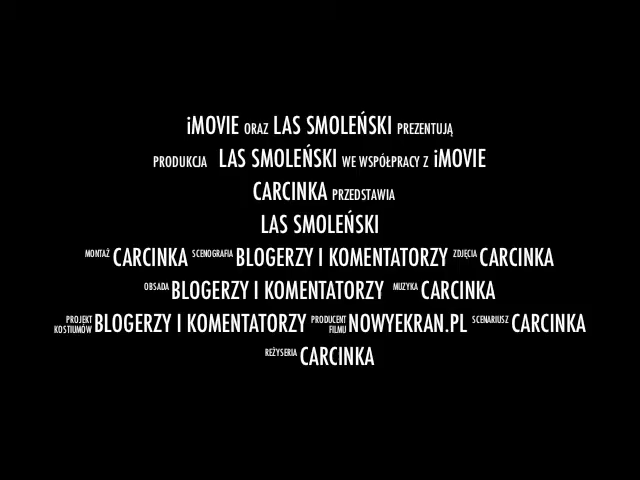 iMOVIE ORAZ LAS SMOLEŃSKI PREZENTUJĄ
PRODUKCJA LAS SMOLEŃSKI WE WSPÓŁPRACY Z iMOVIE
CARCINKA PRZEDSTAWIA
LAS SMOLEŃSKI
MONTAŻ CARCINKA SCENOGRAFIA BLOGERZY I KOMENTATORZY ZDJĘCIA CARCINKA
OBSADA BLOGERZY I KOMENTATORZY MUZYKA CARCINKA
PROJEKT KOSTIUMÓW BLOGERZY I KOMENTATORZY PRODUCENT FILMU NOWYEKRAN.PL SCENARIUSZ CARCINKA
REŻYSERIA CARCINKA